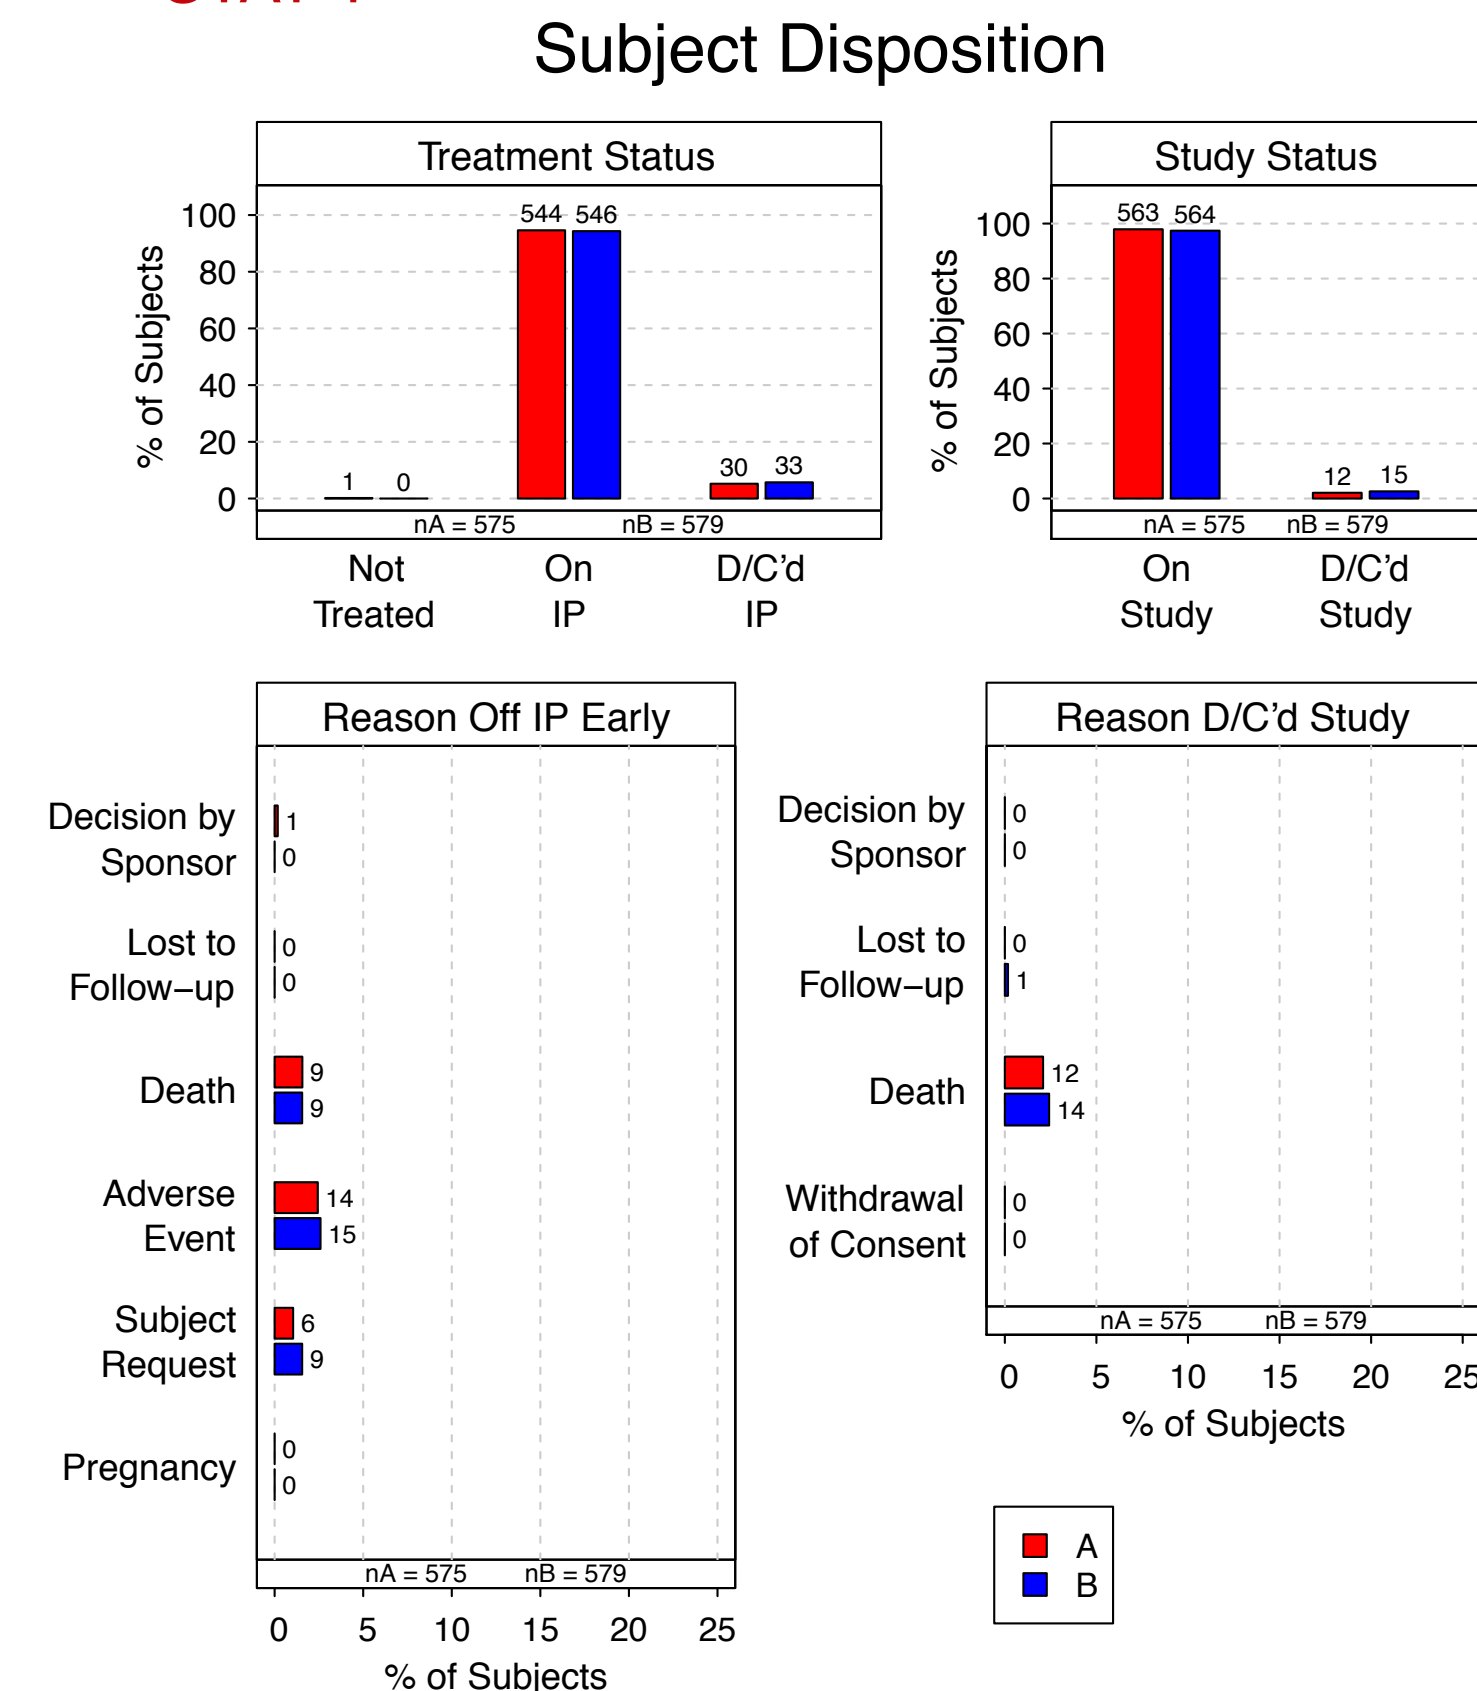 Subject Disposition
Treatment Status
% of Subjects
100
80
60
40
20
0
1
0
544
546
30
33
nA = 575
nB = 579
Not
Treated
On
IP
D/C’d
IP
Study Status
% of Subjects
100
80
60
40
20
0
563
564
12
15
nA = 575
nB = 579
On
Study
D/C’d
Study
Reason Off IP Early
Decision by
Sponsor
1
0
Lost to
Follow−up
0
0
Death
9
9
Adverse
Event
14
15
Subject
Request
6
9
Pregnancy
0
0
nA = 575
nB = 579
0
5
10
15
20
25
% of Subjects
Reason D/C’d Study
Decision by
Sponsor
0
0
Lost to
Follow−up
0
1
Death
12
14
Withdrawal
of Consent
0
0
nA = 575
nB = 579
0
5
10
15
20
25
% of Subjects
A
B